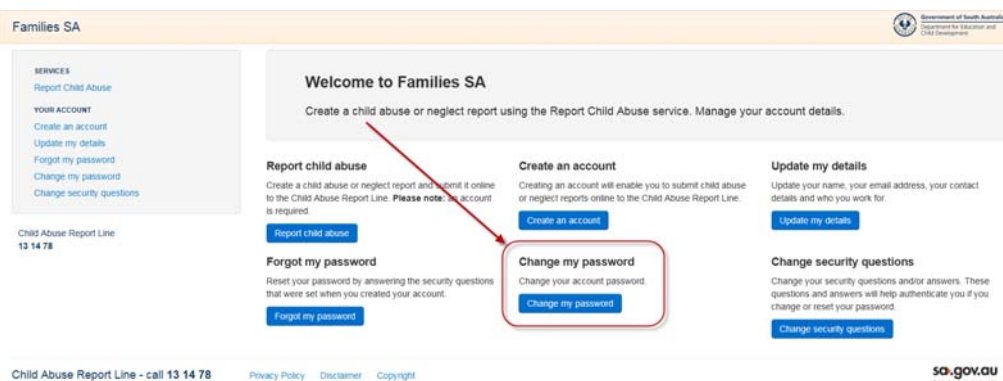 Families SA
Government of South Australia
Department for Education and
Child Development
SERVICES
Report Child Abuse
YOUR ACCOUNT
Create an account
Update my details
Forgot my password
Change my password
Change security questions
Child Abuse Report Line
13 14 78
Welcome to Families SA
Create a child abuse or neglect report using the Report Child Abuse service. Manage your account details.
Report child abuse
Create a child abuse or neglect report and submit it online
to the Child Abuse Report Line. Please note: an account
is required.
Report child abuse
Create an account
Creating an account will enable you to submit child abuse
or neglect reports online to the Child Abuse Report Line.
Create an account
Update my details
Update your name, your email address, your contact
details and who you work for.
Update my details
Forgot my password
Reset your password by answering the security questions
that were set when you created your account.
Forgot my password
Change my password
Change your account password.
Change my password
Change security questions
Change your security questions and/or answers. These
questions and answers will help authenticate you if you
change or reset your password.
Change security questions
Child Abuse Report Line - call 13 14 78
Privacy Policy Disclaimer Copyright
sa.gov.au